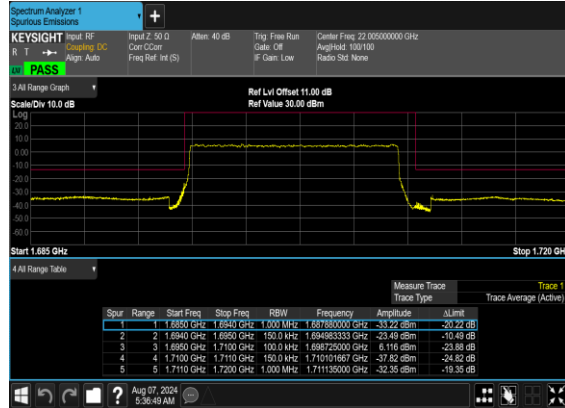 Spectrum Analyzer 1
Spurious Emissions
KEYSIGHT Input: RF Input Z: 50 Ω Atten: 40 dB Trig: Free Run Center Freq: 22.005000000 GHz
R T Coupling: DC Corr CCorr Gate: Off Avg|Hold: 100/100
Align: Auto Freq Ref: Int (S) IF Gain: Low Radio Std: None
PASS
3 All Range Graph
Ref Lvl Offset 11.00 dB
Scale/Div 10.0 dB Ref Value 30.00 dBm
Log
20.0
10.0
0.00
-10.0
-20.0
-30.0
-40.0
-50.0
-60.0
Start 1.685 GHz Stop 1.720 GH
4 All Range Table
Measure Trace Trace 1
Trace Type Trace Average (Active)
Spur Range Start Freq Stop Freq RBW Frequency Amplitude ΔLimit
1 1 1.6850 GHz 1.6940 GHz 1.000 MHz 1.687880000 GHz -33.22 dBm -20.22 dB
2 2 1.6940 GHz 1.6950 GHz 150.0 kHz 1.694983333 GHz -23.49 dBm -10.49 dB
3 3 1.6950 GHz 1.7100 GHz 100.0 kHz 1.698725000 GHz 6.116 dBm -23.88 dB
4 4 1.7100 GHz 1.7110 GHz 150.0 kHz 1.710101667 GHz -37.82 dBm -24.82 dB
5 5 1.7110 GHz 1.7200 GHz 1.000 MHz 1.711135000 GHz -32.35 dBm -19.35 dB
Aug 07, 2024
5:36:49 AM